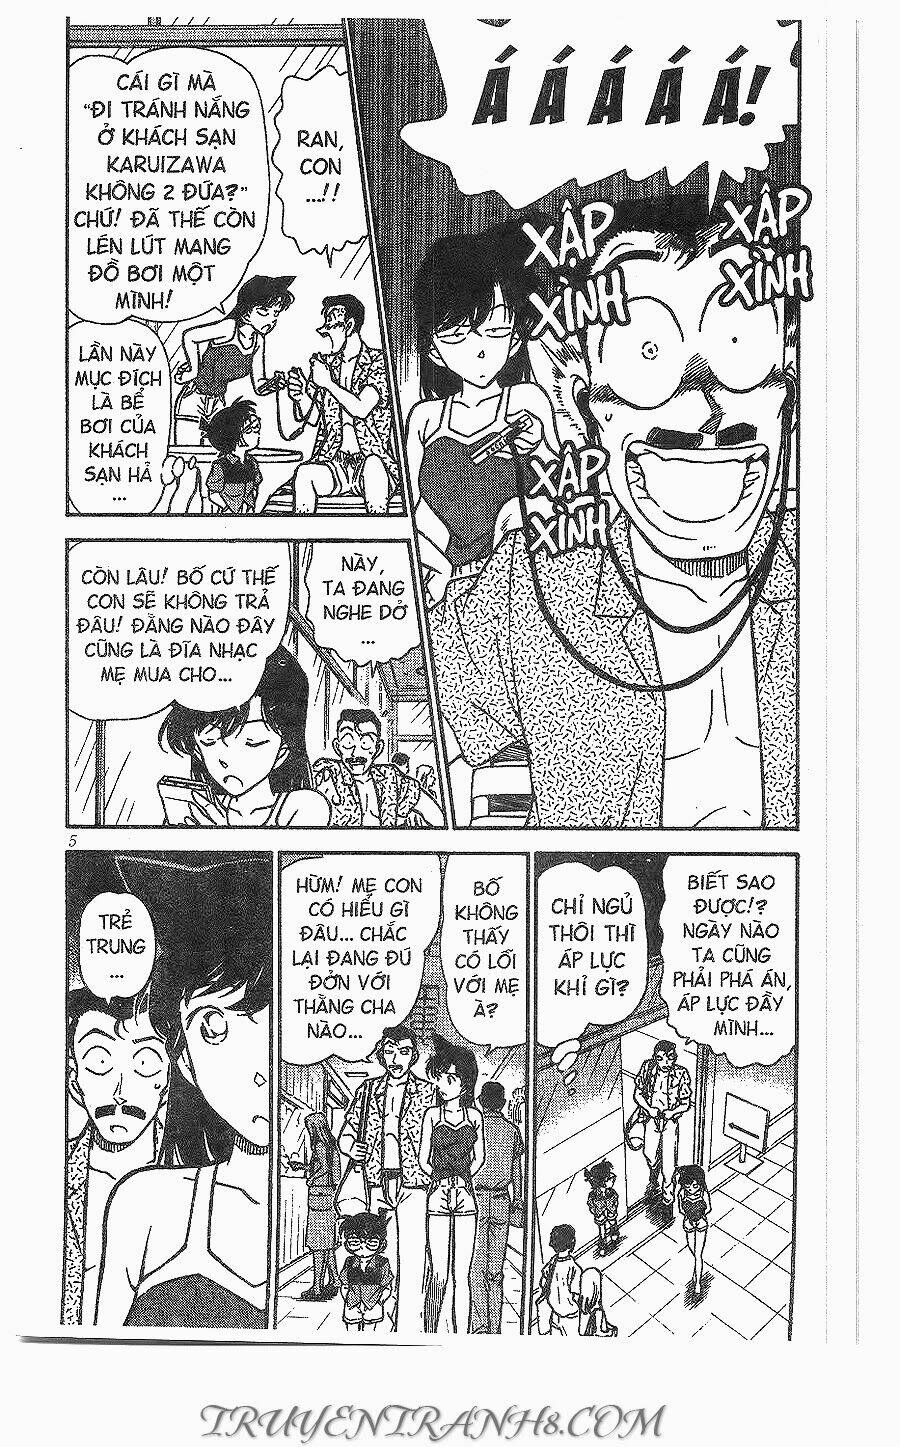 Á Á Á Á Á!
XẬP
XÌNH
XẬP
XÌNH
XẬP
XÌNH
RAN,
CON
...!!
CÁI GÌ MÀ
"ĐI TRÁNH NẮNG
Ở KHÁCH SẠN
KARUIZAWA
KHÔNG 2 ĐỨA?"
CHỨ! ĐÃ THẾ CÒN
LÉN LÚT MANG
ĐỒ BƠI MỘT
MÌNH!
LẦN NÀY
MỤC ĐÍCH
LÀ BỂ
BƠI CỦA
KHÁCH
SẠN HẢ
...
NÀY,
TA ĐANG
NGHE DỞ
...
CÒN LÂU! BỐ CỨ THẾ
CON SẼ KHÔNG TRẢ
ĐÂU! ĐẰNG NÀO ĐÂY
CŨNG LÀ ĐĨA NHẠC
MẸ MUA CHO...
5
BIẾT SAO
ĐƯỢC!?
NGÀY NÀO
TA CŨNG
PHẢI PHÁ ÁN,
ÁP LỰC ĐẦY
MÌNH...
CHỈ NGỦ
THÔI THÌ
ÁP LỰC
KHỈ GÌ?
BỐ
KHÔNG
THẤY
CÓ LỖI
VỚI MẸ
À?
HỪM! MẸ CON
CÓ HIỂU GÌ
ĐÂU... CHẮC
LẠI ĐANG ĐÚ
ĐỞN VỚI
THẰNG CHA
NÀO...
TRẺ
TRUNG
...
TRUYENTRANH8.COM